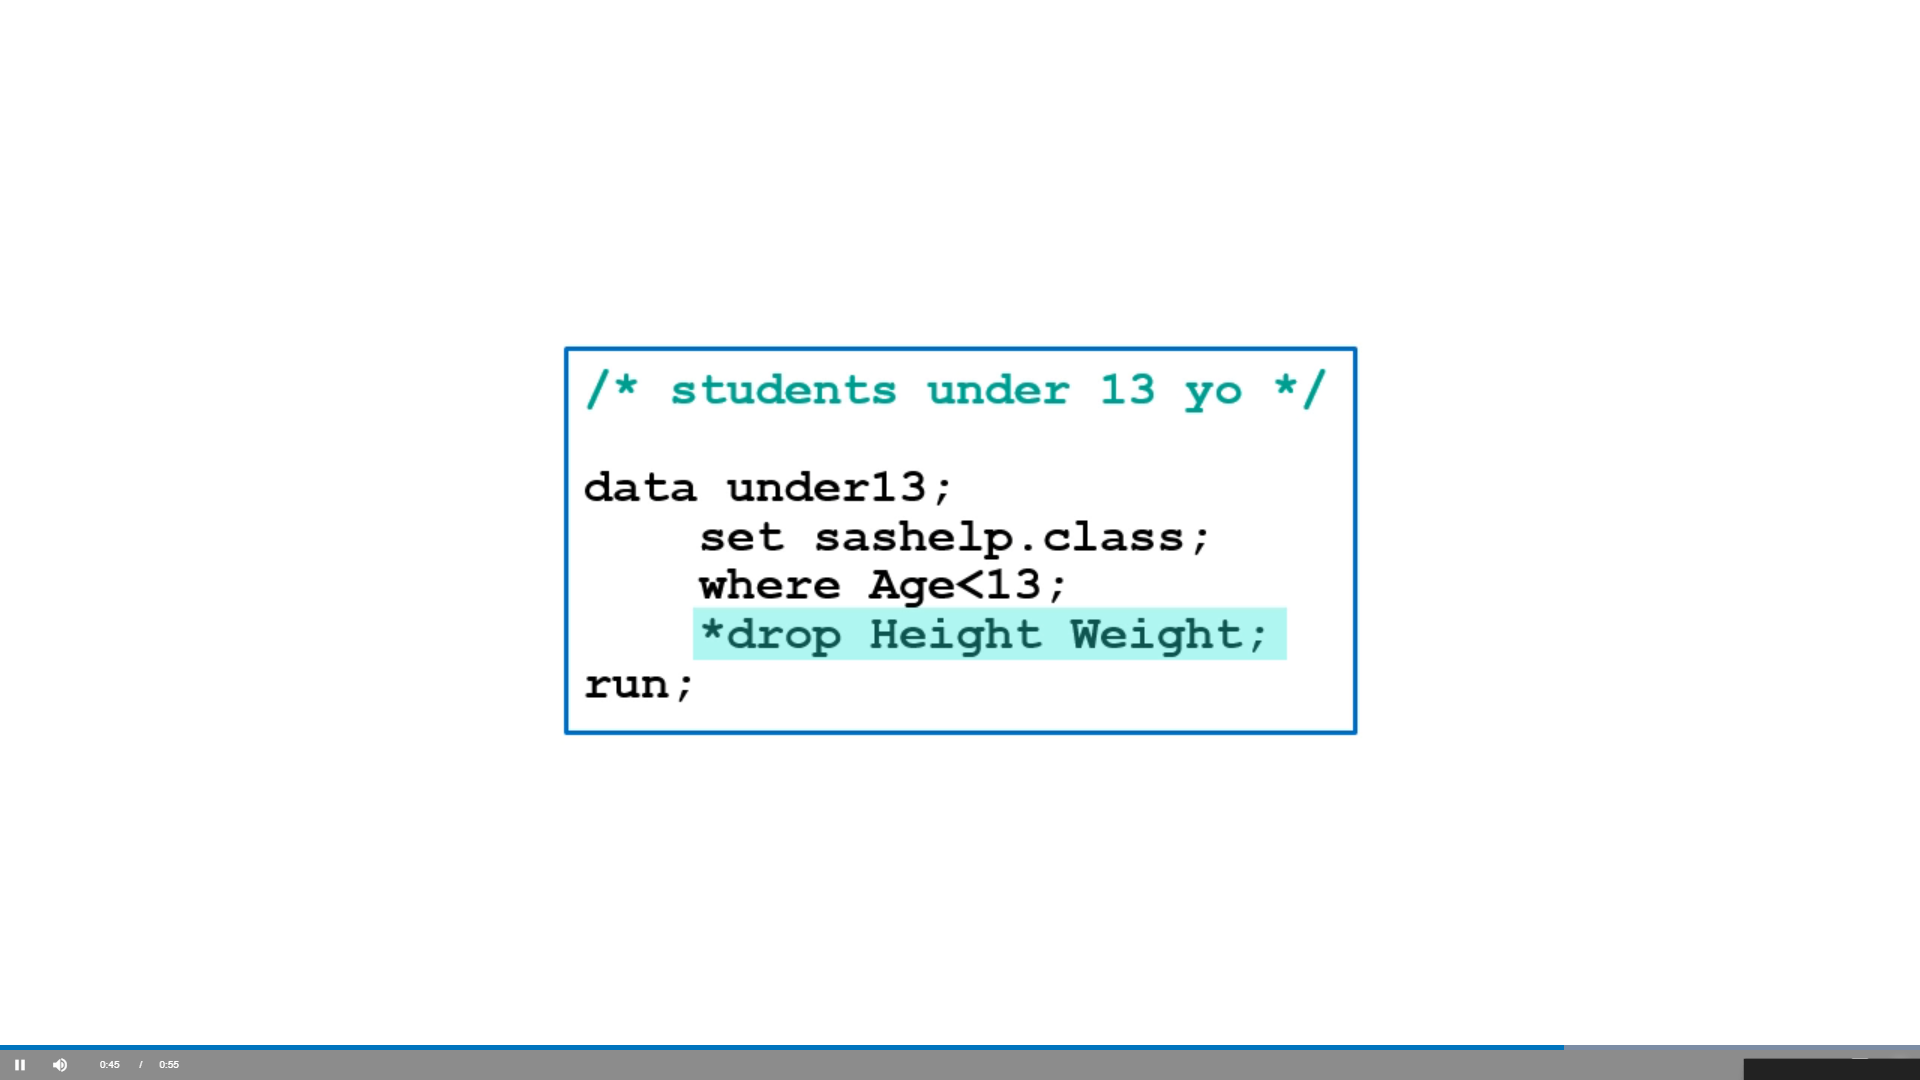 /* students under 13 yo */
data under13;
set sashelp.class;
where Age<13;
*drop Height Weight;
run;
0:45 / 0:55